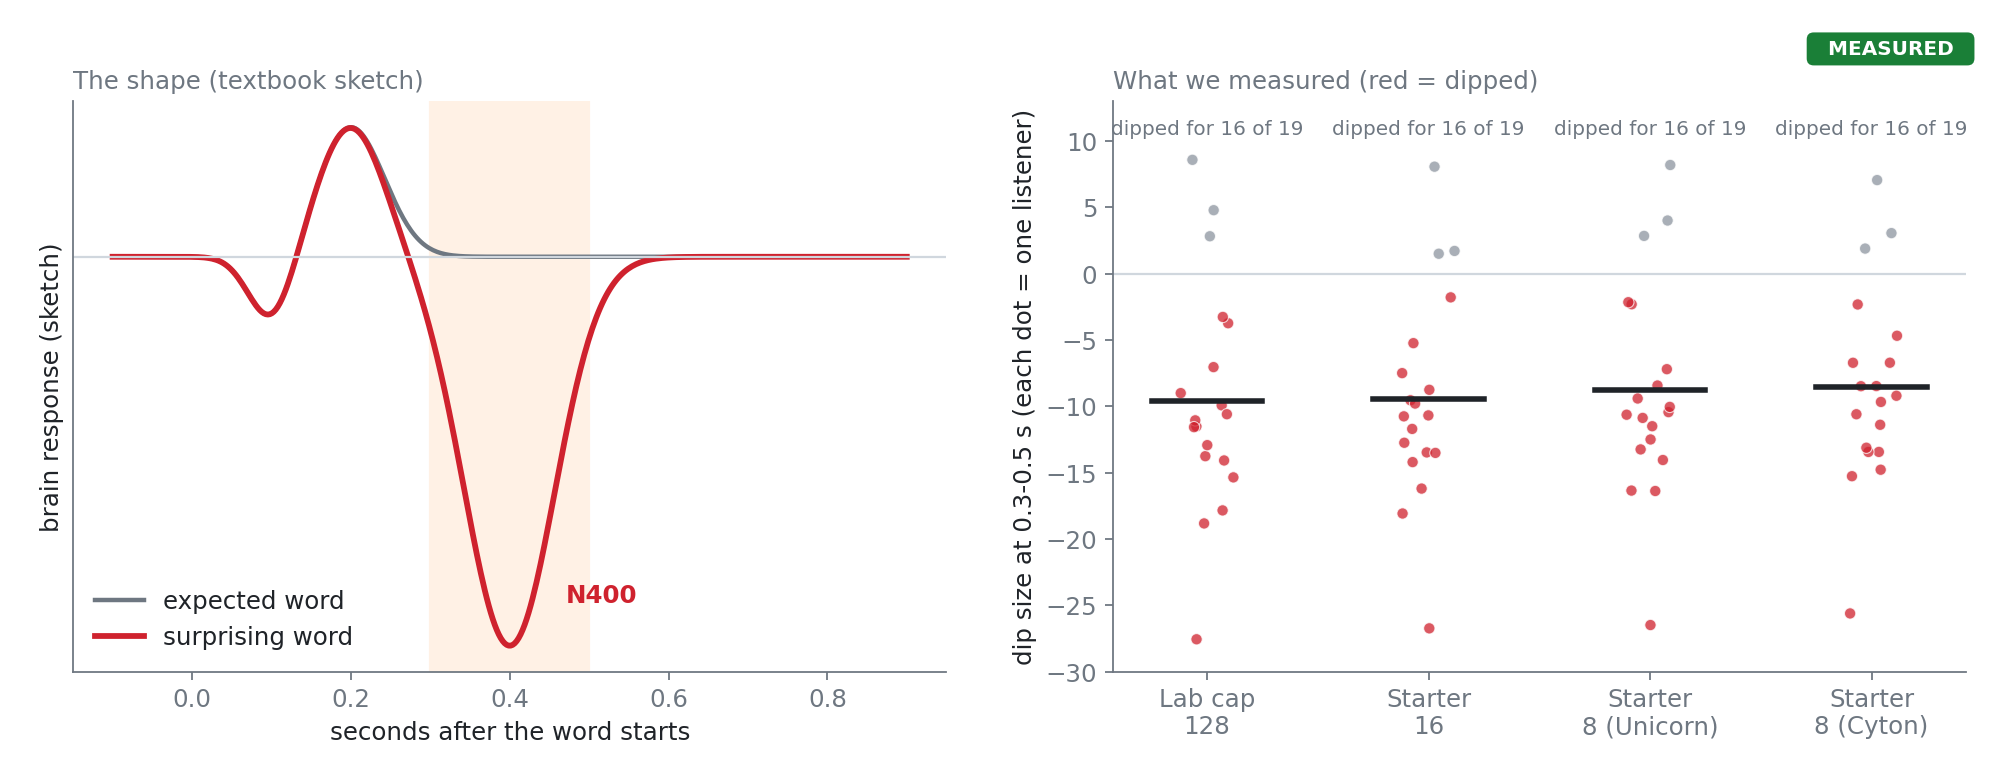 MEASURED
The shape (textbook sketch)
brain response (sketch)
N400
expected word
surprising word
0.0 0.2 0.4 0.6 0.8
seconds after the word starts
What we measured (red = dipped)
dip size at 0.3-0.5 s (each dot = one listener)
dipped for 16 of 19 dipped for 16 of 19 dipped for 16 of 19 dipped for 16 of 19
10
5
0
−5
−10
−15
−20
−25
−30
Lab cap Starter Starter Starter
128 16 8 (Unicorn) 8 (Cyton)